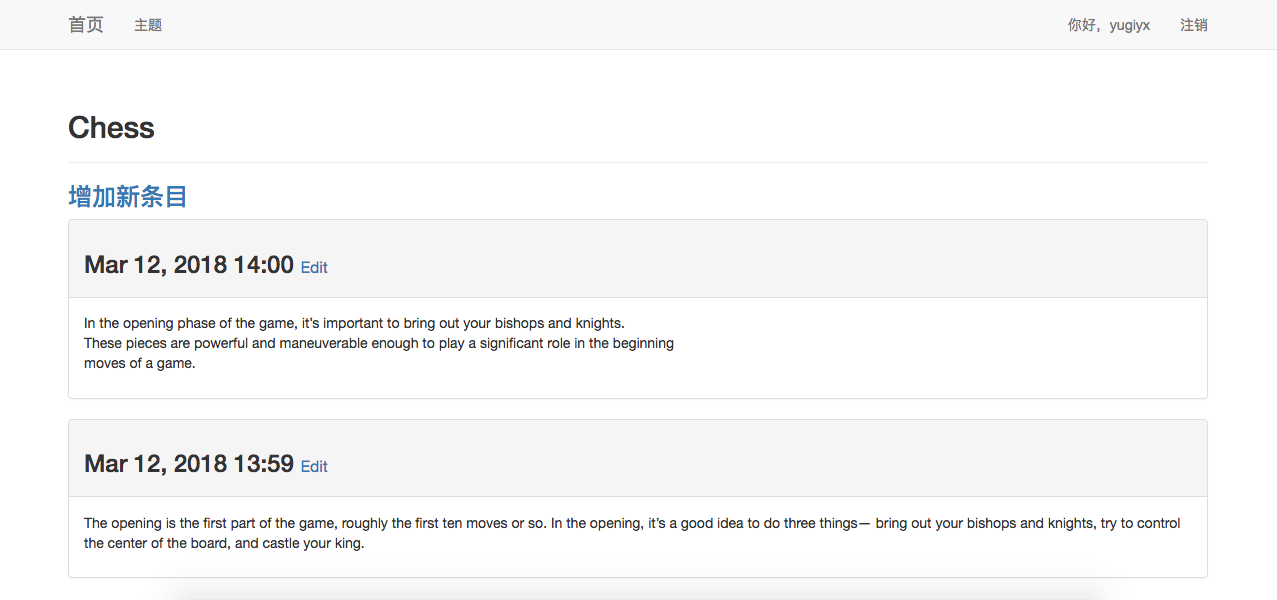 首页 主题 你好，yugiyx 注销
Chess
增加新条目
Mar 12, 2018 14:00 Edit
In the opening phase of the game, it’s important to bring out your bishops and knights.
These pieces are powerful and maneuverable enough to play a significant role in the beginning
moves of a game.
Mar 12, 2018 13:59 Edit
The opening is the first part of the game, roughly the first ten moves or so. In the opening, it’s a good idea to do three things— bring out your bishops and knights, try to control
the center of the board, and castle your king.